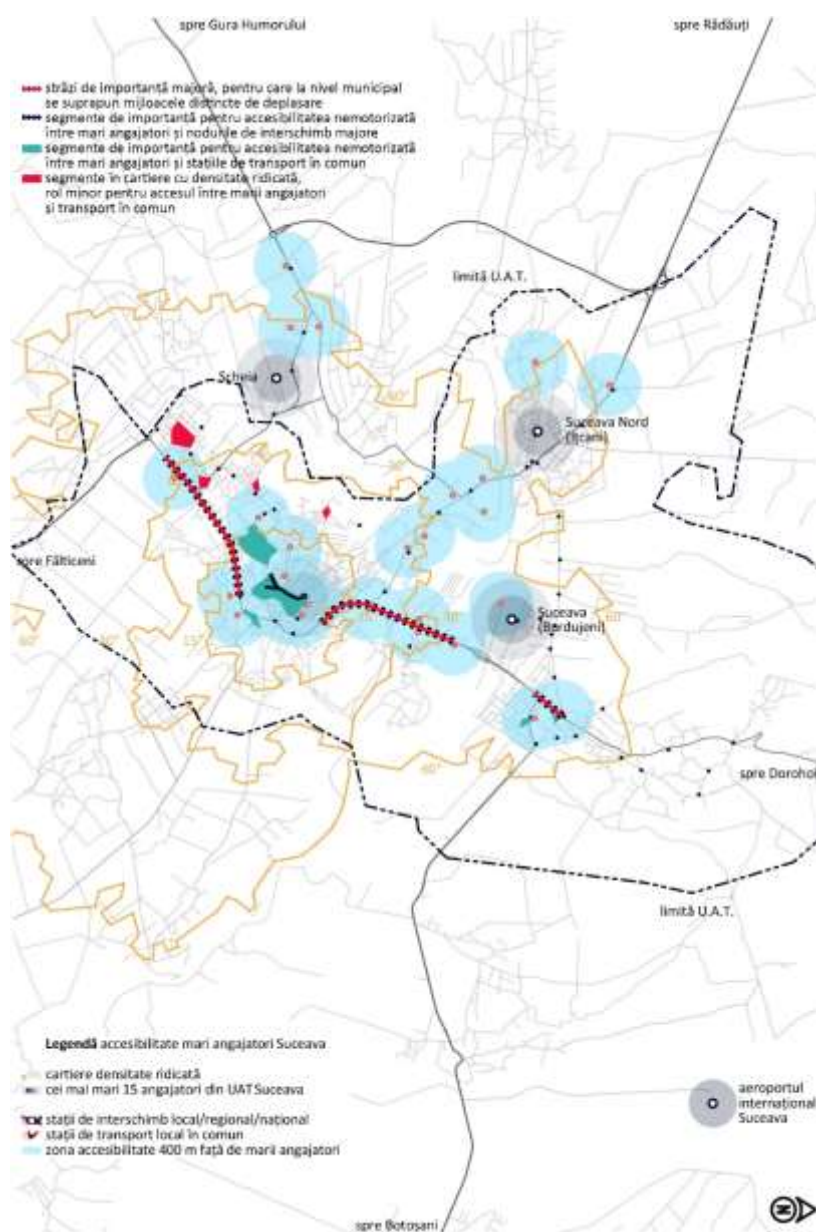 spre Gura Humorului
spre Rădăuți
străzi de importanță majoră, pentru care la nivel municipal
se suprapun mijloacele distincte de deplasare
segmente de importanță pentru accesibilitatea nemotorizată
între mari angajatori și nodurile de interschimb majore
segmente de importanță pentru accesibilitatea nemotorizată
între mari angajatori și stațiile de transport în comun
segmente în cartiere cu densitate ridicată,
rol minor pentru accesul între marii angajatori
și transport în comun
limită U.A.T.
Scheia
Suceava Nord
(Ițcani)
spre Fălticeni
Suceava
(Burdujeni)
spre Dorohoi
limită U.A.T.
Legendă accesibilitate mari angajatori Suceava
cartiere densitate ridicată
cei mai mari 15 angajatori din UAT Suceava
stații de interschimb local/regional/național
stații de transport local în comun
zona accesibilitate 400 m față de marii angajatori
aeroportul
internațional
Suceava
N
spre Botoșani